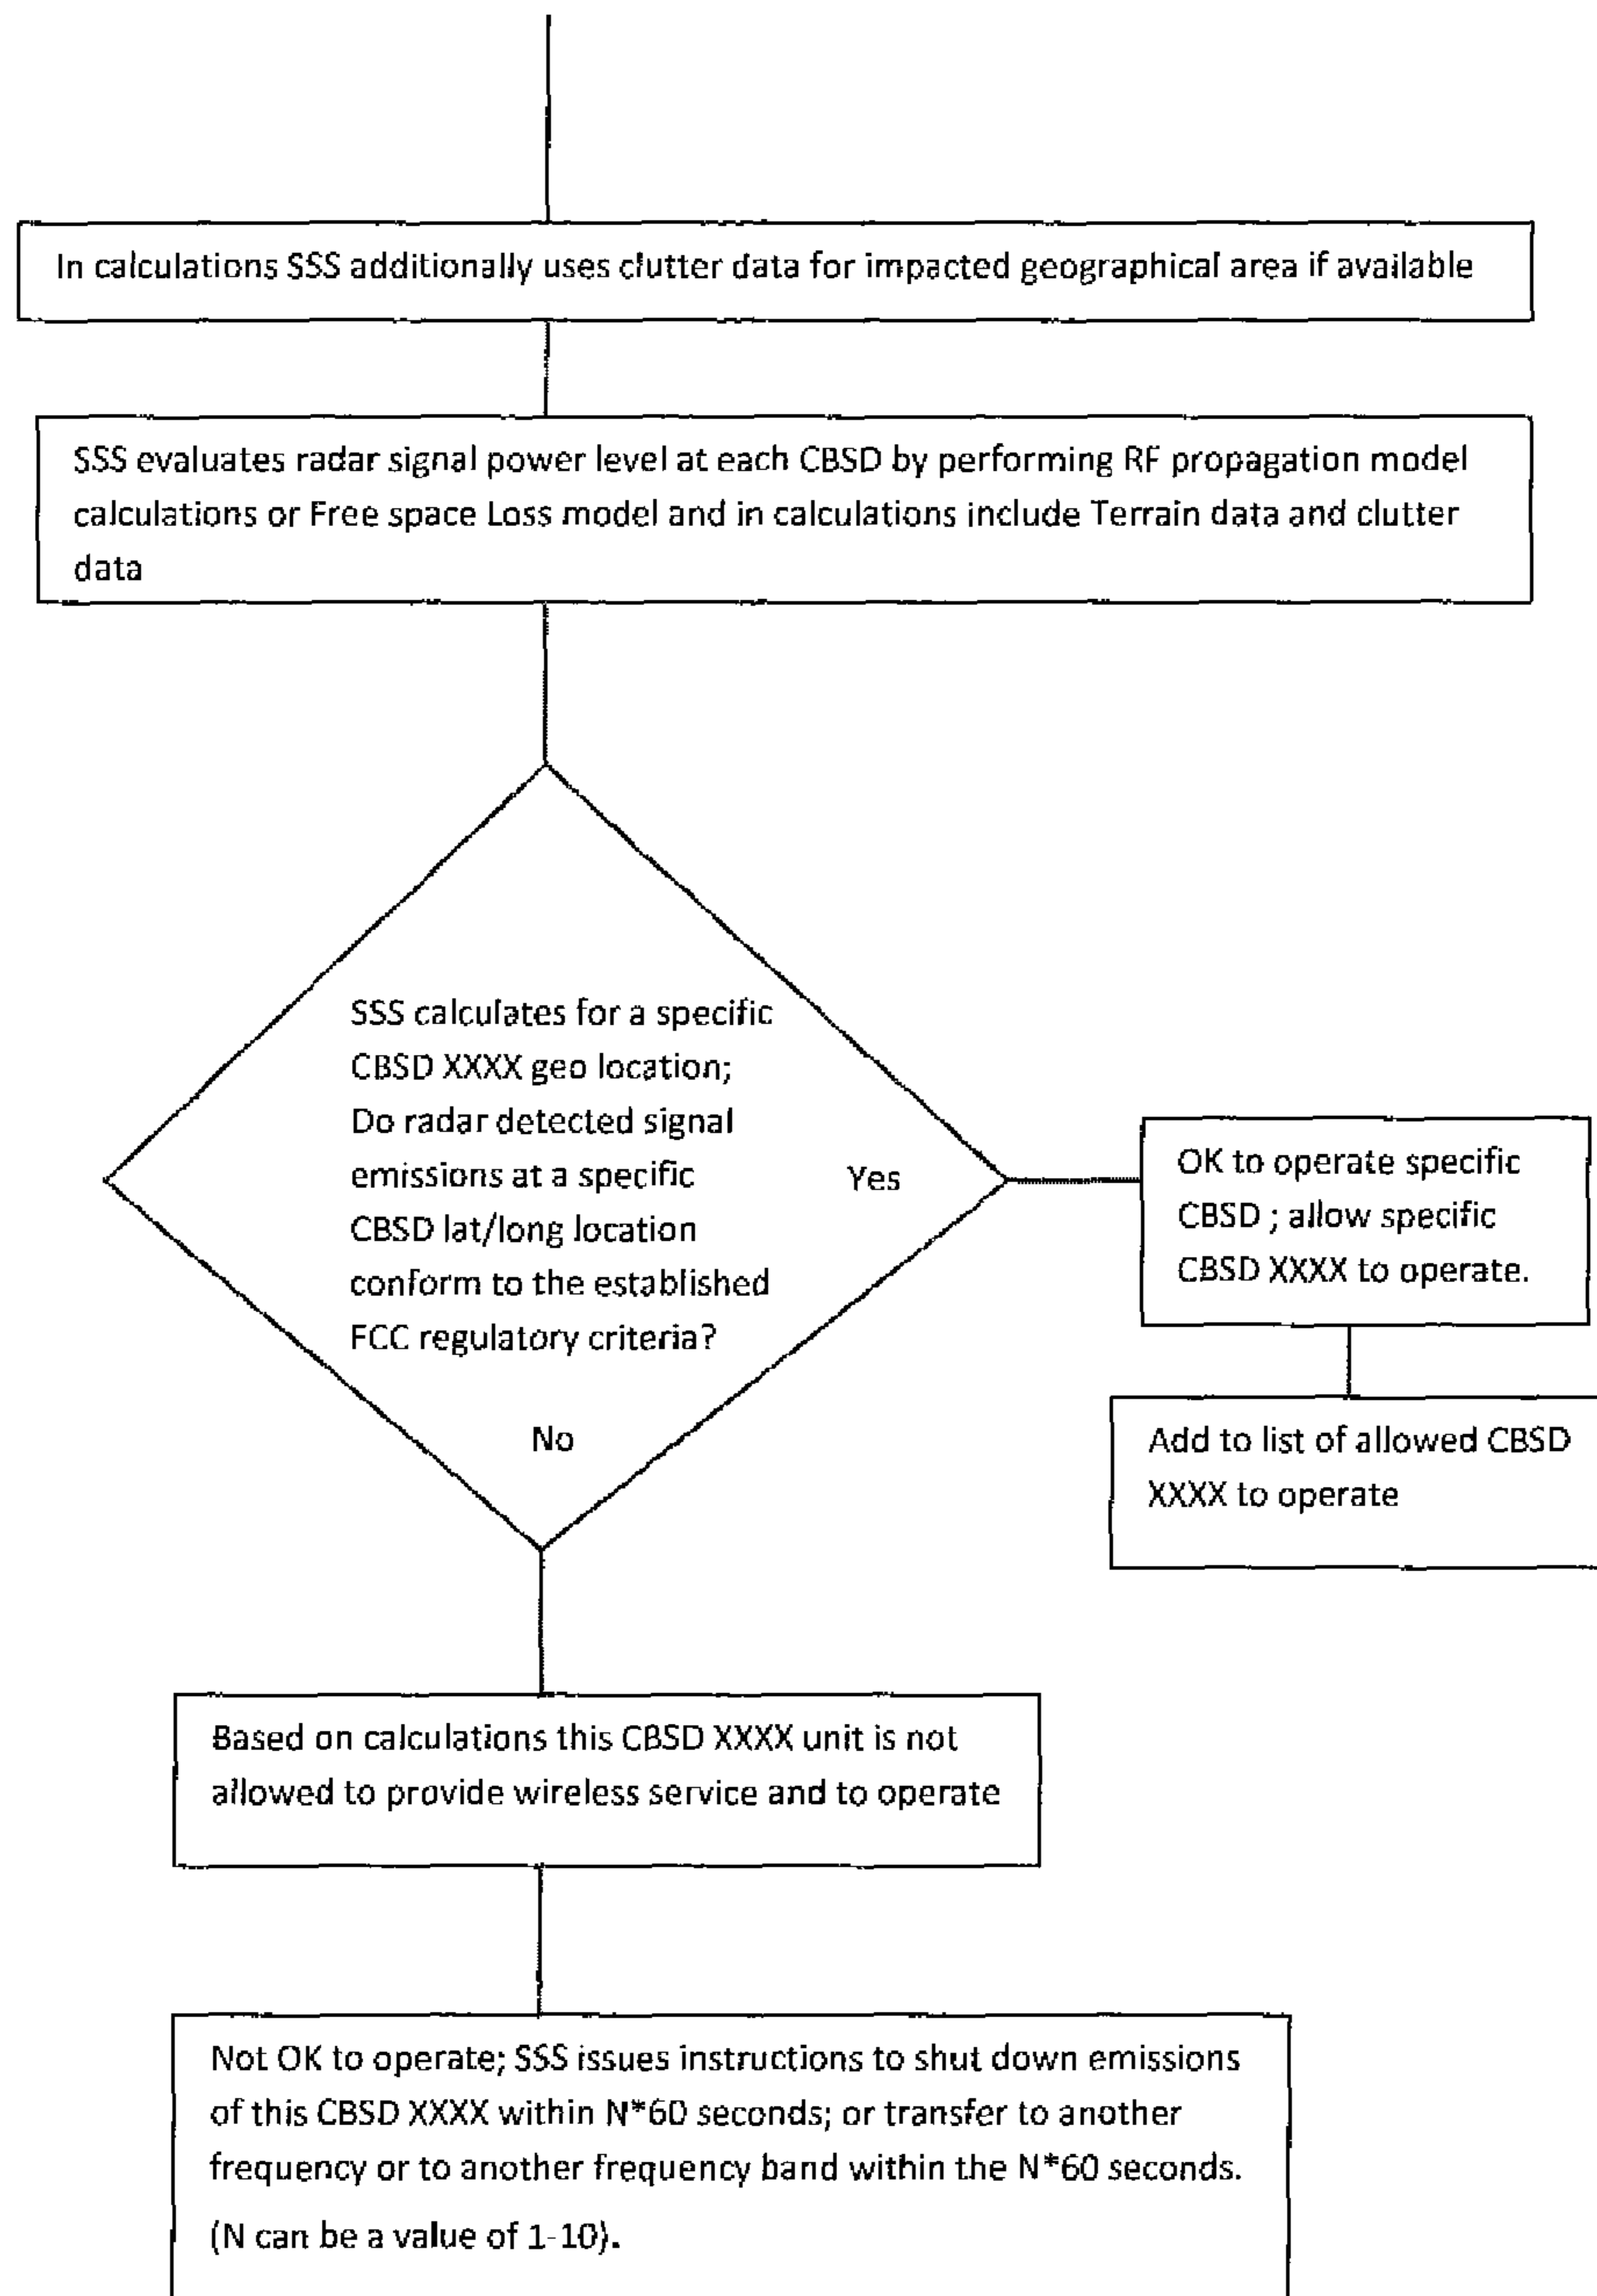 In calculations SSS additionally uses clutter data for impacted geographical area if available
SSS evaluates radar signal power level at each CBSD by performing RF propagation model
calculations or Free space Loss model and in calculations include Terrain data and clutter
data
SSS calculates for a specific
CBSD XXXX geo location;
Do radar detected signal
emissions at a specific
CBSD lat/long location
conform to the established
FCC regulatory criteria?
Yes
No
OK to operate specific
CBSD ; allow specific
CBSD XXXX to operate.
Add to list of allowed CBSD
XXXX to operate
Based on calculations this CBSD XXXX unit is not
allowed to provide wireless service and to operate
Not OK to operate; SSS issues instructions to shut down emissions
of this CBSD XXXX within N*60 seconds; or transfer to another
frequency or to another frequency band within the N*60 seconds.
(N can be a value of 1-10).